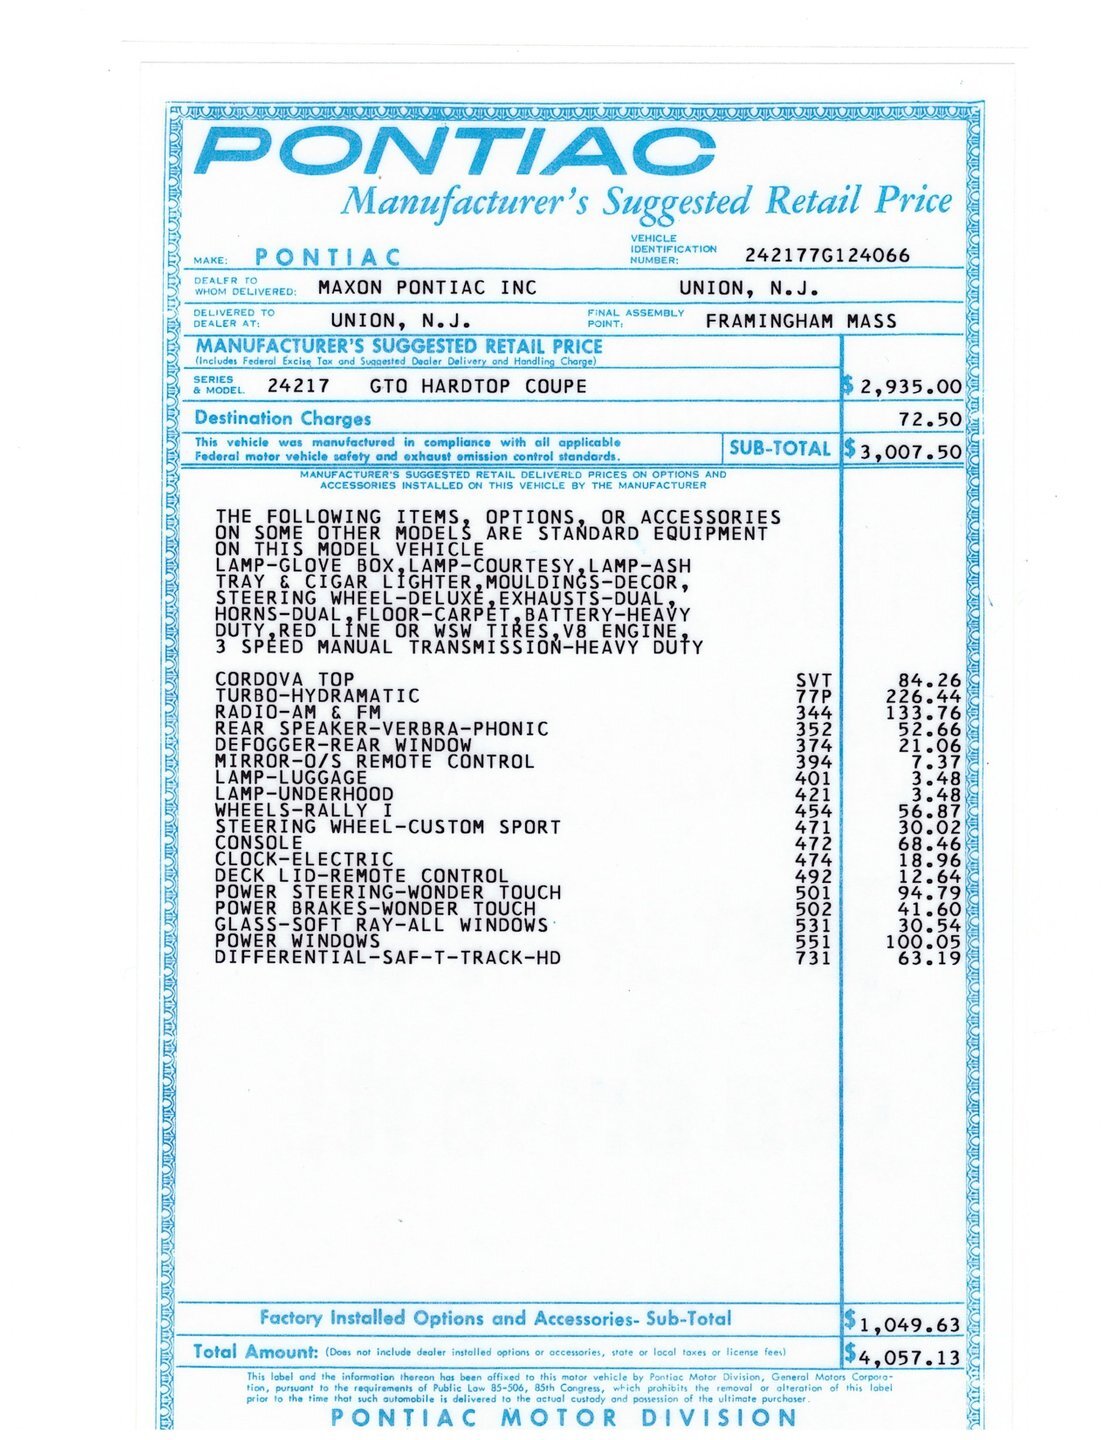 PONTIAC
Manufacturer's Suggested Retail Price
MAKE: PONTIAC VEHICLE IDENTIFICATION NUMBER: 242177G124066
DEALER TO WHOM DELIVERED: MAXON PONTIAC INC UNION, N.J.
DELIVERED TO DEALER AT: UNION, N.J. FINAL ASSEMBLY POINT: FRAMINGHAM MASS
MANUFACTURER'S SUGGESTED RETAIL PRICE
(Includes Federal Excise Tax and Suggested Dealer Delivery and Handling Charge)
SERIES & MODEL. 24217 GTO HARDTOP COUPE $ 2,935.00
Destination Charges 72.50
This vehicle was manufactured in compliance with all applicable
Federal motor vehicle safety and exhaust emission control standards. SUB-TOTAL $ 3,007.50
MANUFACTURER'S SUGGESTED RETAIL DELIVERED PRICES ON OPTIONS AND
ACCESSORIES INSTALLED ON THIS VEHICLE BY THE MANUFACTURER
THE FOLLOWING ITEMS, OPTIONS, OR ACCESSORIES
ON SOME OTHER MODELS ARE STANDARD EQUIPMENT
ON THIS MODEL VEHICLE
LAMP-GLOVE BOX,LAMP-COURTESY,LAMP-ASH
TRAY & CIGAR LIGHTER,MOULDINGS-DECOR,
STEERING WHEEL-DELUXE,EXHAUSTS-DUAL,
HORNS-DUAL,FLOOR-CARPET,BATTERY-HEAVY
DUTY,RED LINE OR WSW TIRES,V8 ENGINE,
3 SPEED MANUAL TRANSMISSION-HEAVY DUTY
CORDOVA TOP SVT 84.26
TURBO-HYDRAMATIC 77P 226.44
RADIO-AM & FM 344 133.76
REAR SPEAKER-VERBRA-PHONIC 352 52.66
DEFOGGER-REAR WINDOW 374 21.06
MIRROR-O/S REMOTE CONTROL 394 7.37
LAMP-LUGGAGE 401 3.48
LAMP-UNDERHOOD 421 3.48
WHEELS-RALLY I 454 56.87
STEERING WHEEL-CUSTOM SPORT 471 30.02
CONSOLE 472 68.46
CLOCK-ELECTRIC 474 18.96
DECK LID-REMOTE CONTROL 492 12.64
POWER STEERING-WONDER TOUCH 501 94.79
POWER BRAKES-WONDER TOUCH 502 41.60
GLASS-SOFT RAY-ALL WINDOWS 531 30.54
POWER WINDOWS 551 100.05
DIFFERENTIAL-SAF-T-TRACK-HD 731 63.19
Factory Installed Options and Accessories- Sub-Total $ 1,049.63
Total Amount: (Does not include dealer installed options or accessories, state or local taxes or license fees) $ 4,057.13
This label and the information thereon has been affixed to this motor vehicle by Pontiac Motor Division, General Motors Corpora-
tion, pursuant to the requirements of Public Law 85-506, 85th Congress, which prohibits the removal or alteration of this label
prior to the time that such automobile is delivered to the actual custody and possession of the ultimate purchaser.
PONTIAC MOTOR DIVISION